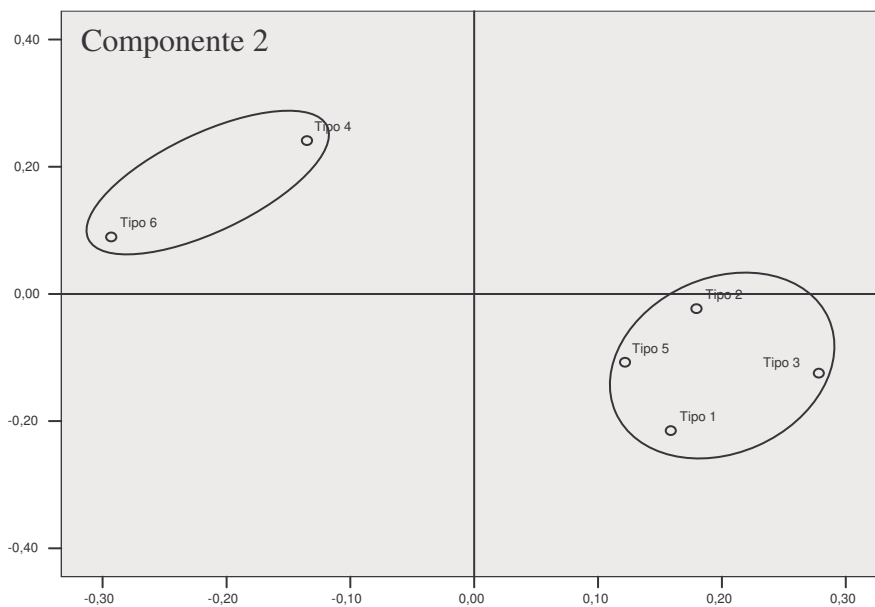 0,40
Componente 2
Tipo 4
0,20
Tipo 6
0,00
Tipo 2
Tipo 5
Tipo 3
-0,20
Tipo 1
-0,40
-0,30 -0,20 -0,10 0,00 0,10 0,20 0,30